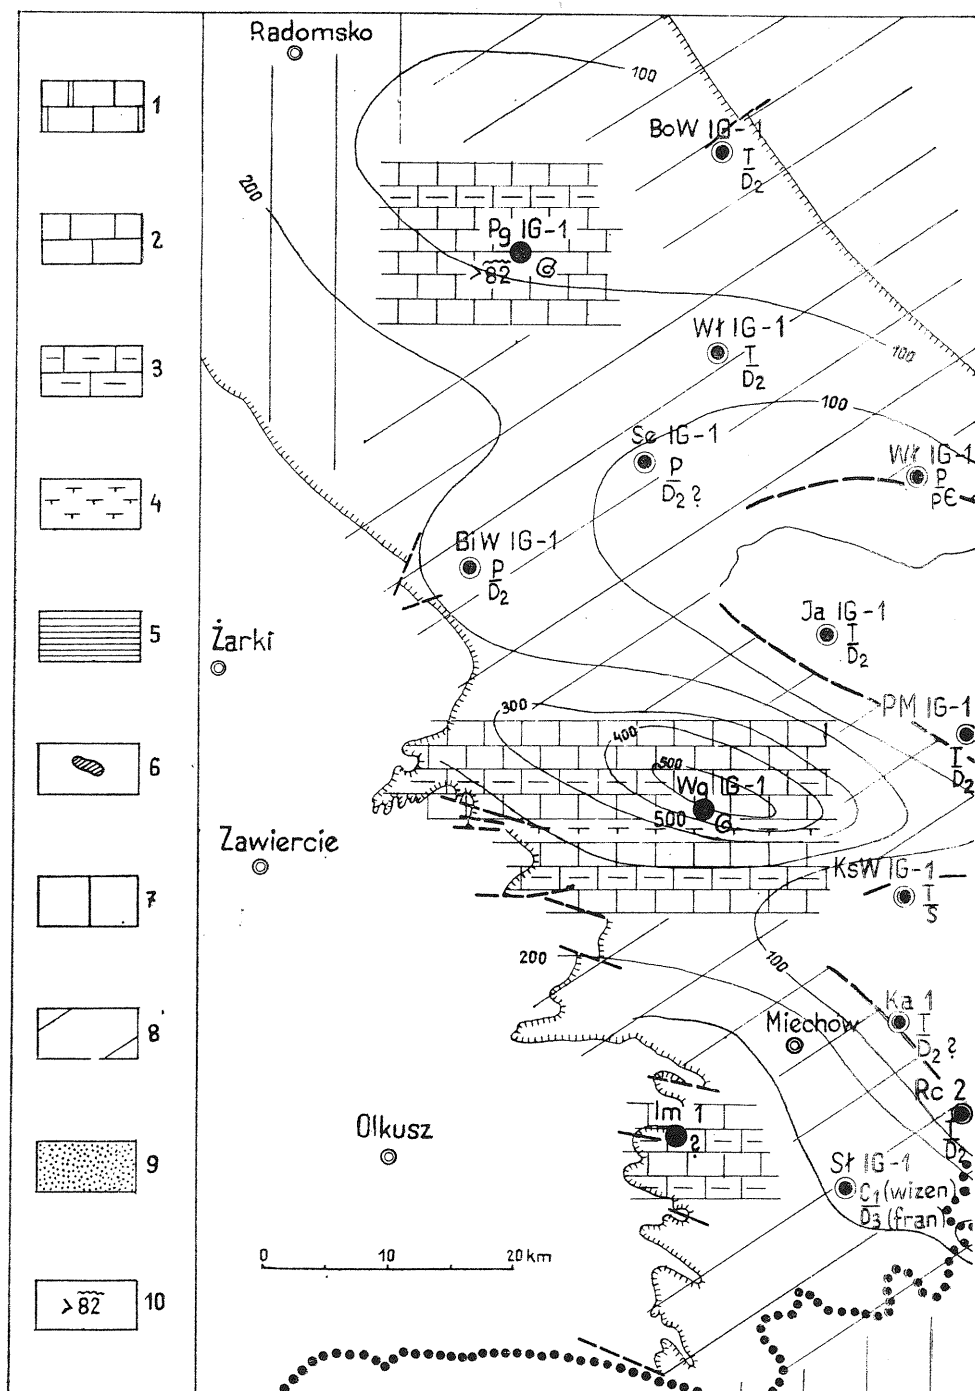 Radomsko
100
BoW IG-1
T
D₂
200
Pg IG-1
>82
Wł IG-1
T
D₂
100
100
Se IG-1
P
D₂?
Wł IG-1
P
p€
BiW IG-1
P
D₂
Ja IG-1
T
D₂
Żarki
PM IG-1
T
D₂
300
400
500
Wg IG-1
500
Zawiercie
KsW IG-1
T
S
200
100
Ka 1
T
D₂?
Miechów
Rc 2
T
D₂
Im 1
?
Olkusz
Sł IG-1
C₁(wizen)
D₃(fran)
0 10 20 km
1
2
3
4
5
6
7
8
9
>82 10